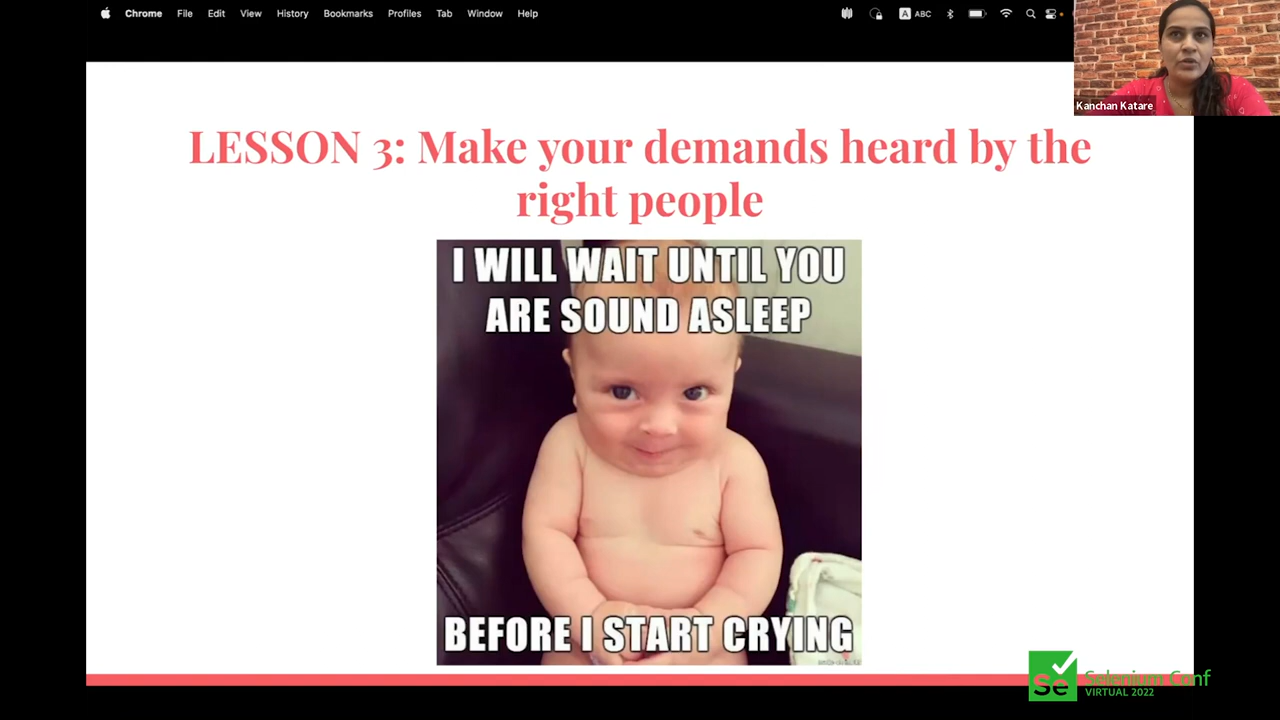 Chrome File Edit View History Bookmarks Profiles Tab Window Help
A ABC
Kanchan Katare
LESSON 3: Make your demands heard by the
right people
I WILL WAIT UNTIL YOU
ARE SOUND ASLEEP
BEFORE I START CRYING
Se Selenium Conf
VIRTUAL 2022